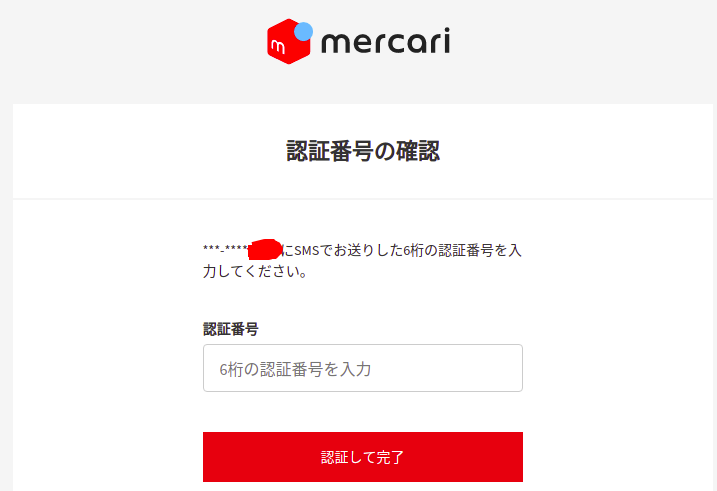 mercari
認証番号の確認
***-****にSMSでお送りした6桁の認証番号を入
力してください。
認証番号
6桁の認証番号を入力
認証して完了